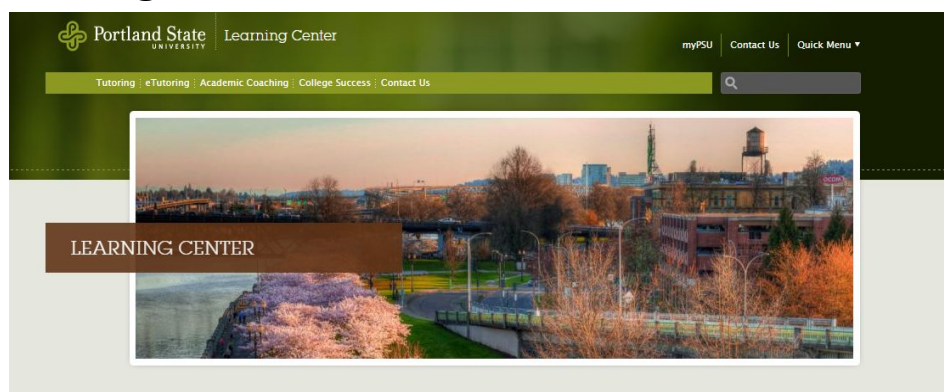 Portland State
UNIVERSITY
Learning Center
myPSU
Contact Us
Quick Menu ▼
Tutoring
eTutoring
Academic Coaching
College Success
Contact Us
LEARNING CENTER